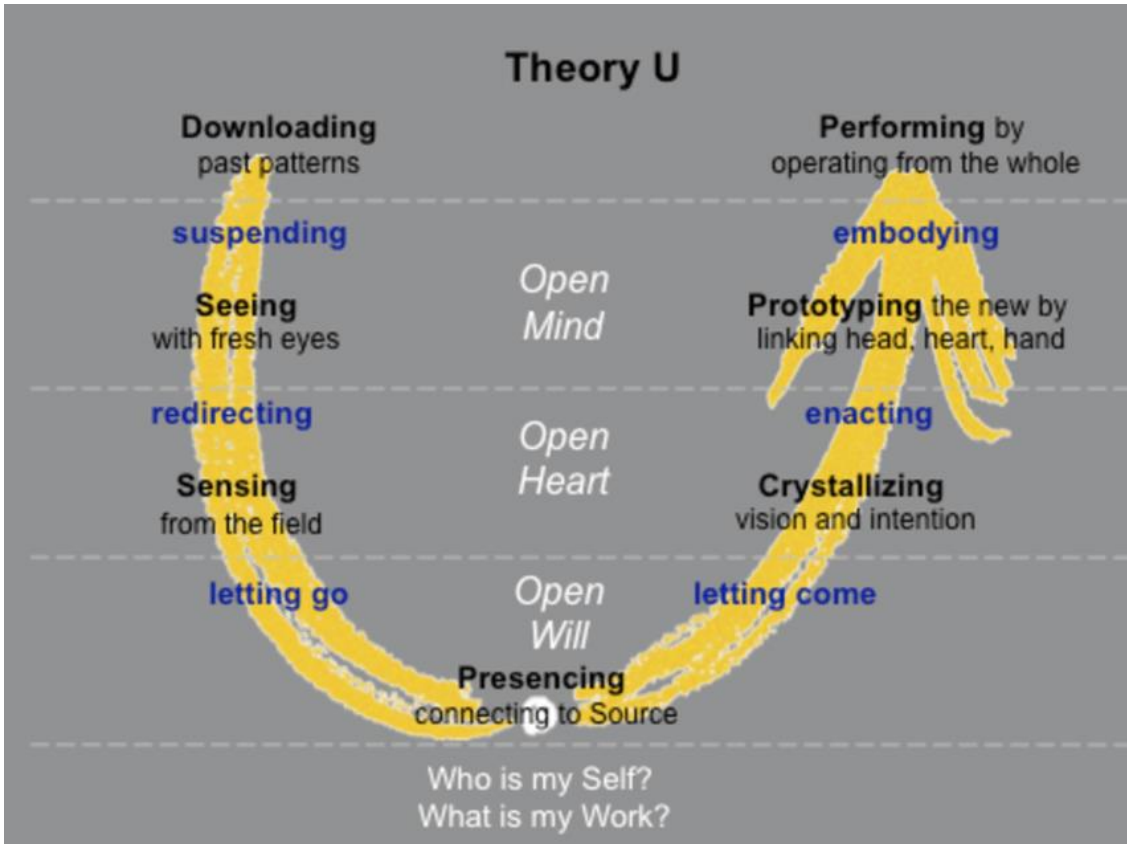 Theory U
Downloading
past patterns
Performing by
operating from the whole
suspending
embodying
Open
Mind
Seeing
with fresh eyes
Prototyping the new by
linking head, heart, hand
redirecting
enacting
Open
Heart
Sensing
from the field
Crystallizing
vision and intention
letting go
Open
Will
letting come
Presencing
connecting to Source
Who is my Self?
What is my Work?